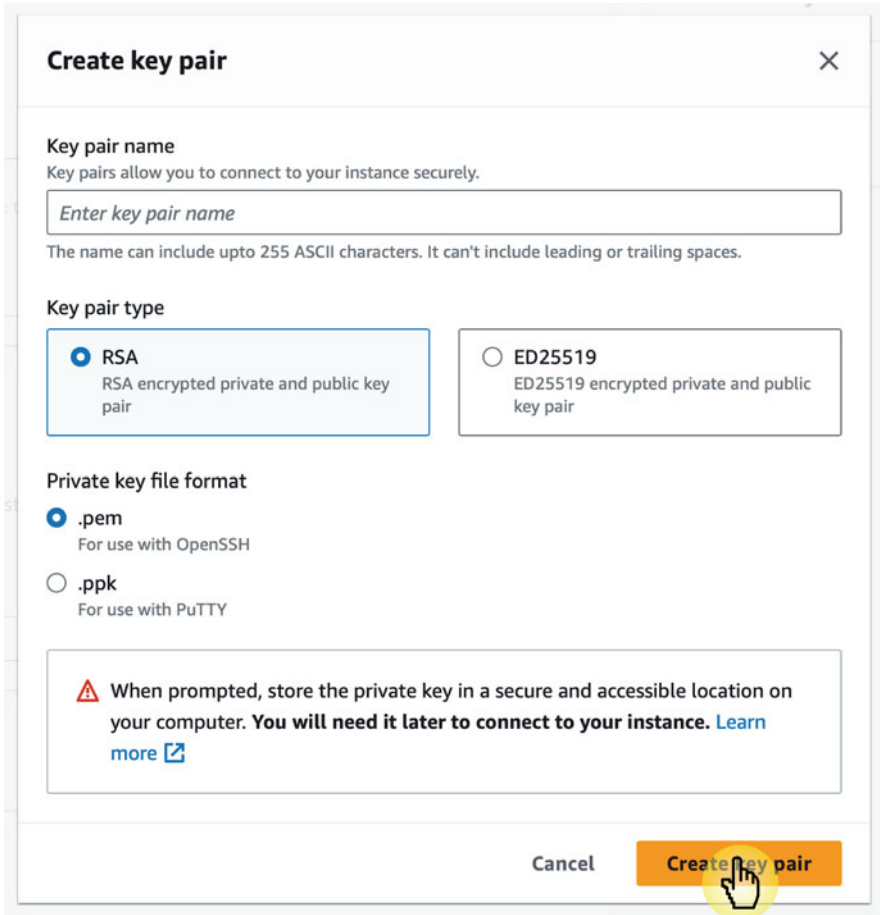 Create key pair
Key pair name
Key pairs allow you to connect to your instance securely.
Enter key pair name
The name can include upto 255 ASCII characters. It can't include leading or trailing spaces.
Key pair type
RSA
RSA encrypted private and public key
pair
ED25519
ED25519 encrypted private and public
key pair
Private key file format
.pem
For use with OpenSSH
.ppk
For use with PuTTY
When prompted, store the private key in a secure and accessible location on
your computer. You will need it later to connect to your instance. Learn
more
Cancel
Create key pair